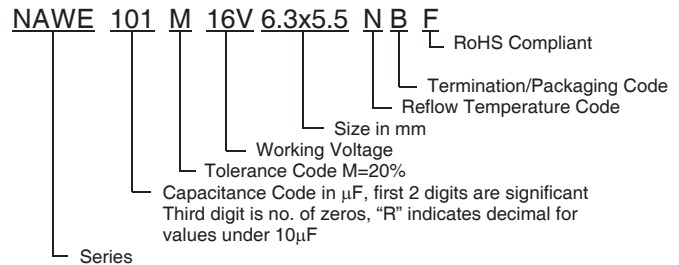 NAWE 101 M 16V 6.3x5.5 N B F
RoHS Compliant
Termination/Packaging Code
Reflow Temperature Code
Size in mm
Working Voltage
Tolerance Code M=20%
Capacitance Code in μF, first 2 digits are significant
Third digit is no. of zeros, “R” indicates decimal for
values under 10μF
Series